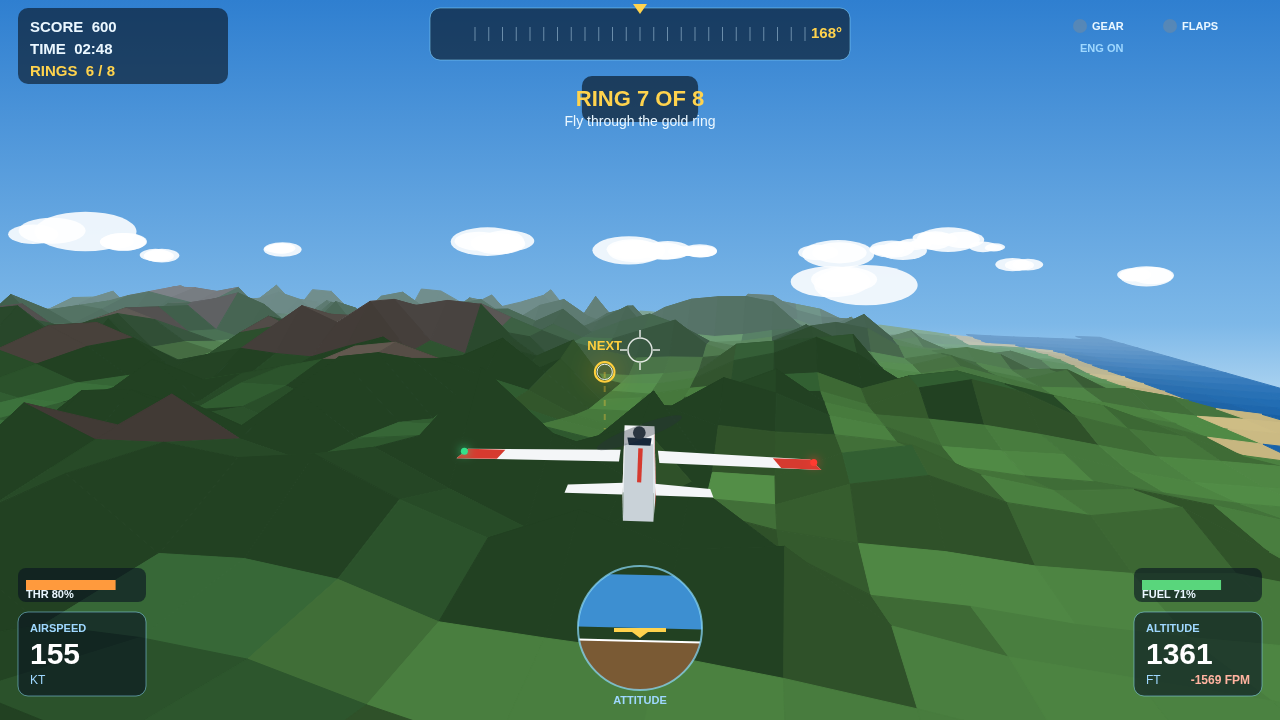 SCORE 600
TIME 02:48
RINGS 6 / 8
168°
GEAR
FLAPS
ENG ON
RING 7 OF 8
Fly through the gold ring
NEXT
THR 80%
AIRSPEED
155
KT
ATTITUDE
FUEL 71%
ALTITUDE
1361
FT -1569 FPM